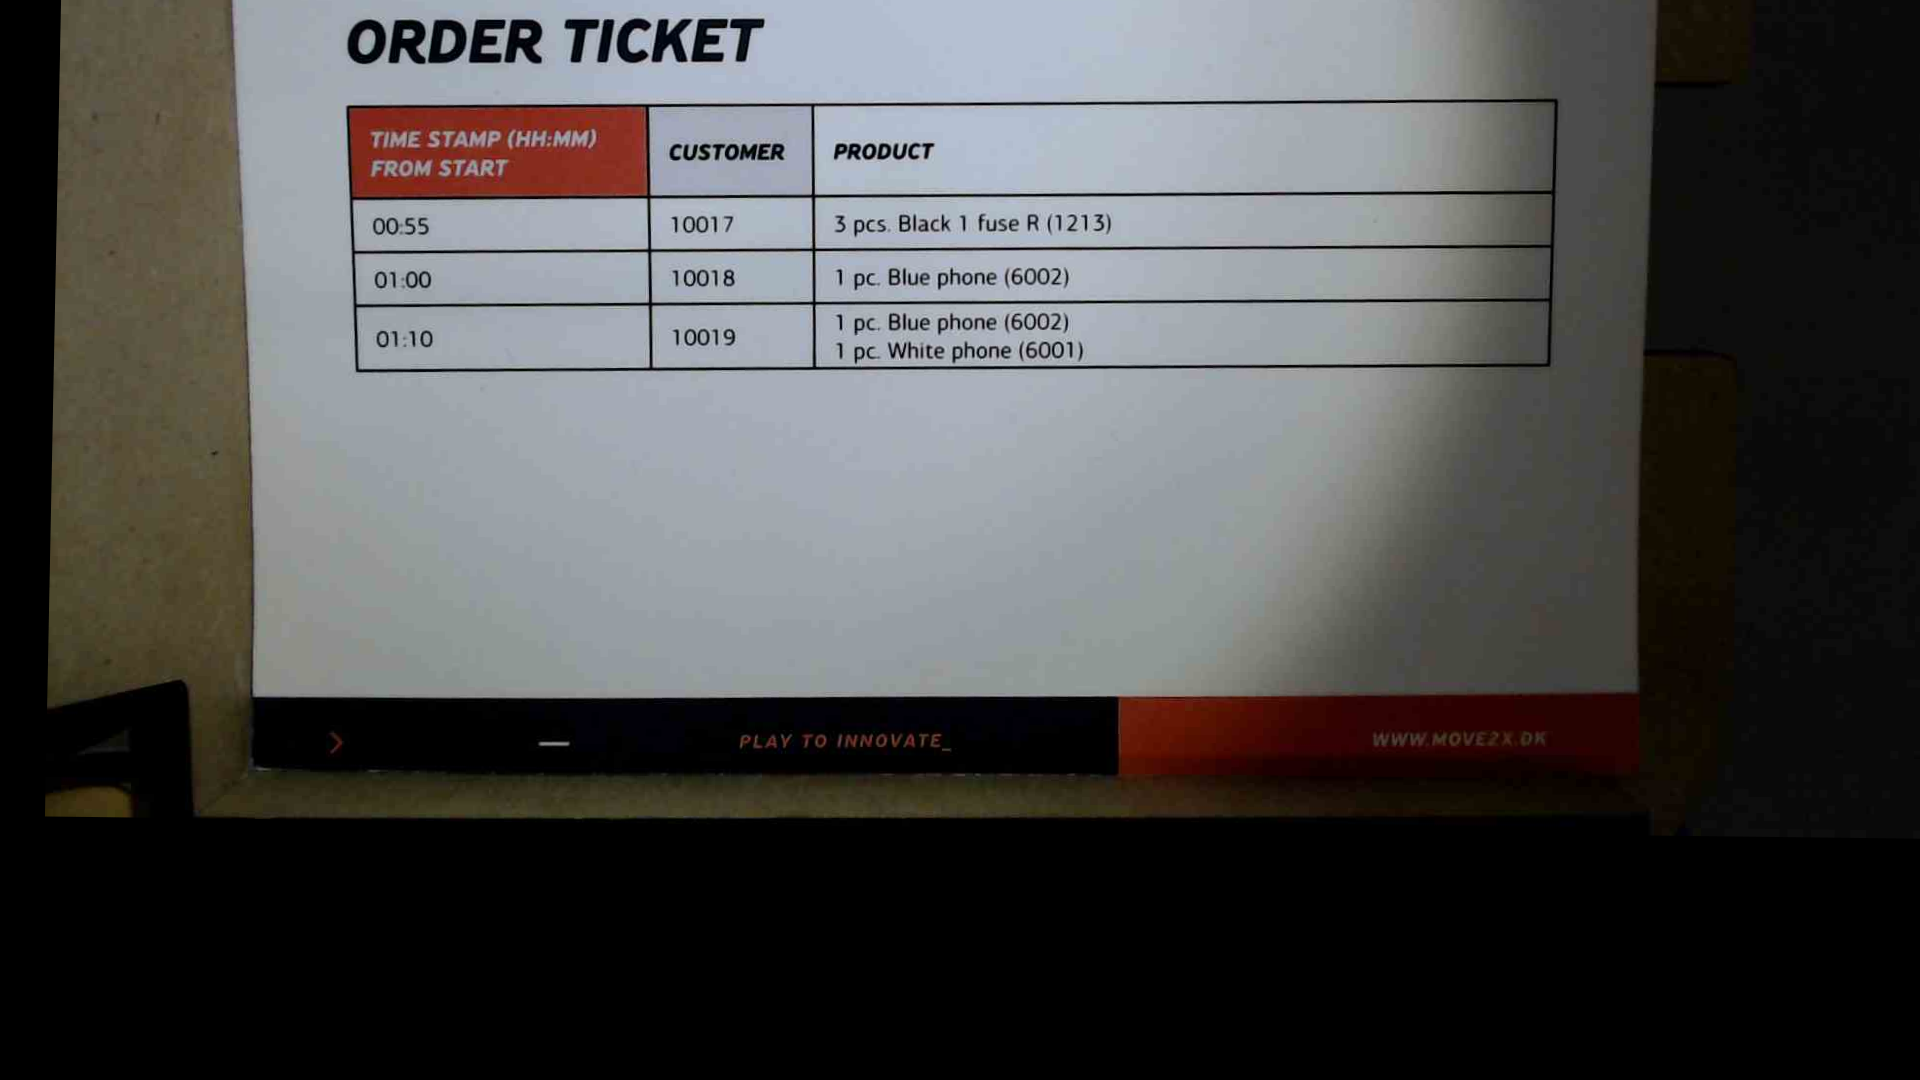 ORDER TICKET
TIME STAMP (HH:MM)
FROM START
CUSTOMER
PRODUCT
00:55
10017
3 pcs. Black 1 fuse R (1213)
01:00
10018
1 pc. Blue phone (6002)
01:10
10019
1 pc. Blue phone (6002)
1 pc. White phone (6001)
PLAY TO INNOVATE_
WWW.MOVE2X.DK